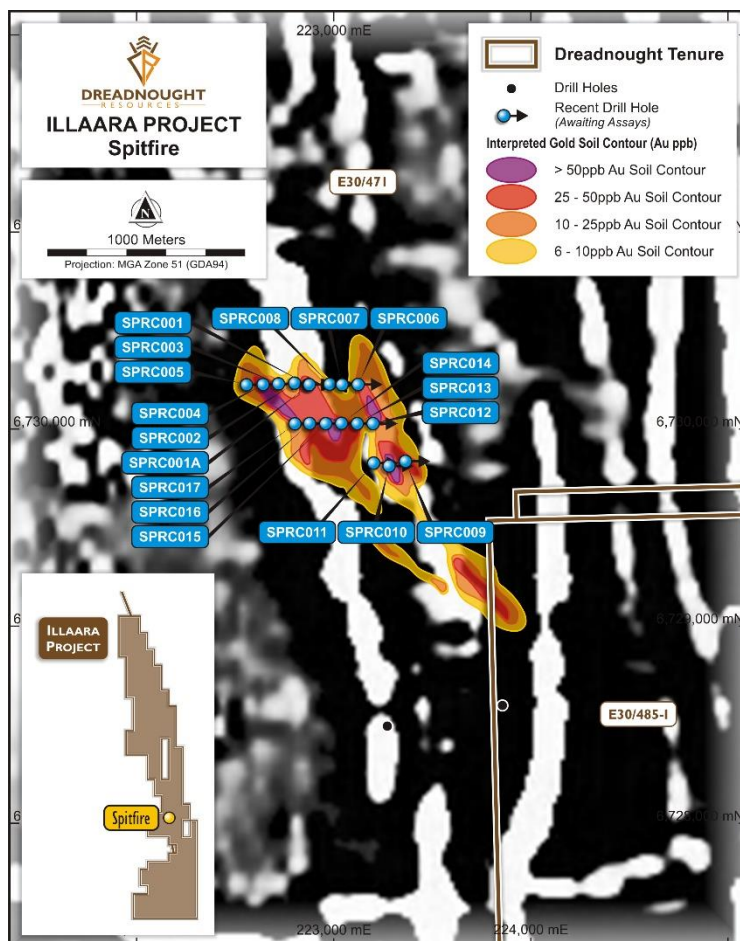 223,000 mE
DREADNOUGHT
RESOURCES
ILLAARA PROJECT
Spitfire
N
1000 Meters
Projection: MGA Zone 51 (GDA94)
Dreadnought Tenure
Drill Holes
Recent Drill Hole
(Awaiting Assays)
Interpreted Gold Soil Contour (Au ppb)
> 50ppb Au Soil Contour
25 - 50ppb Au Soil Contour
10 - 25ppb Au Soil Contour
6 - 10ppb Au Soil Contour
E30/471
SPRC001
SPRC003
SPRC005
SPRC008
SPRC007
SPRC006
SPRC014
SPRC013
SPRC012
6,730,000 mN
6,730,000 mN
SPRC004
SPRC002
SPRC001A
SPRC017
SPRC016
SPRC015
SPRC011
SPRC010
SPRC009
6,729,000 mN
E30/485-I
6,728,000 mN
ILLAARA
PROJECT
Spitfire
223,000 mE
224,000 mE